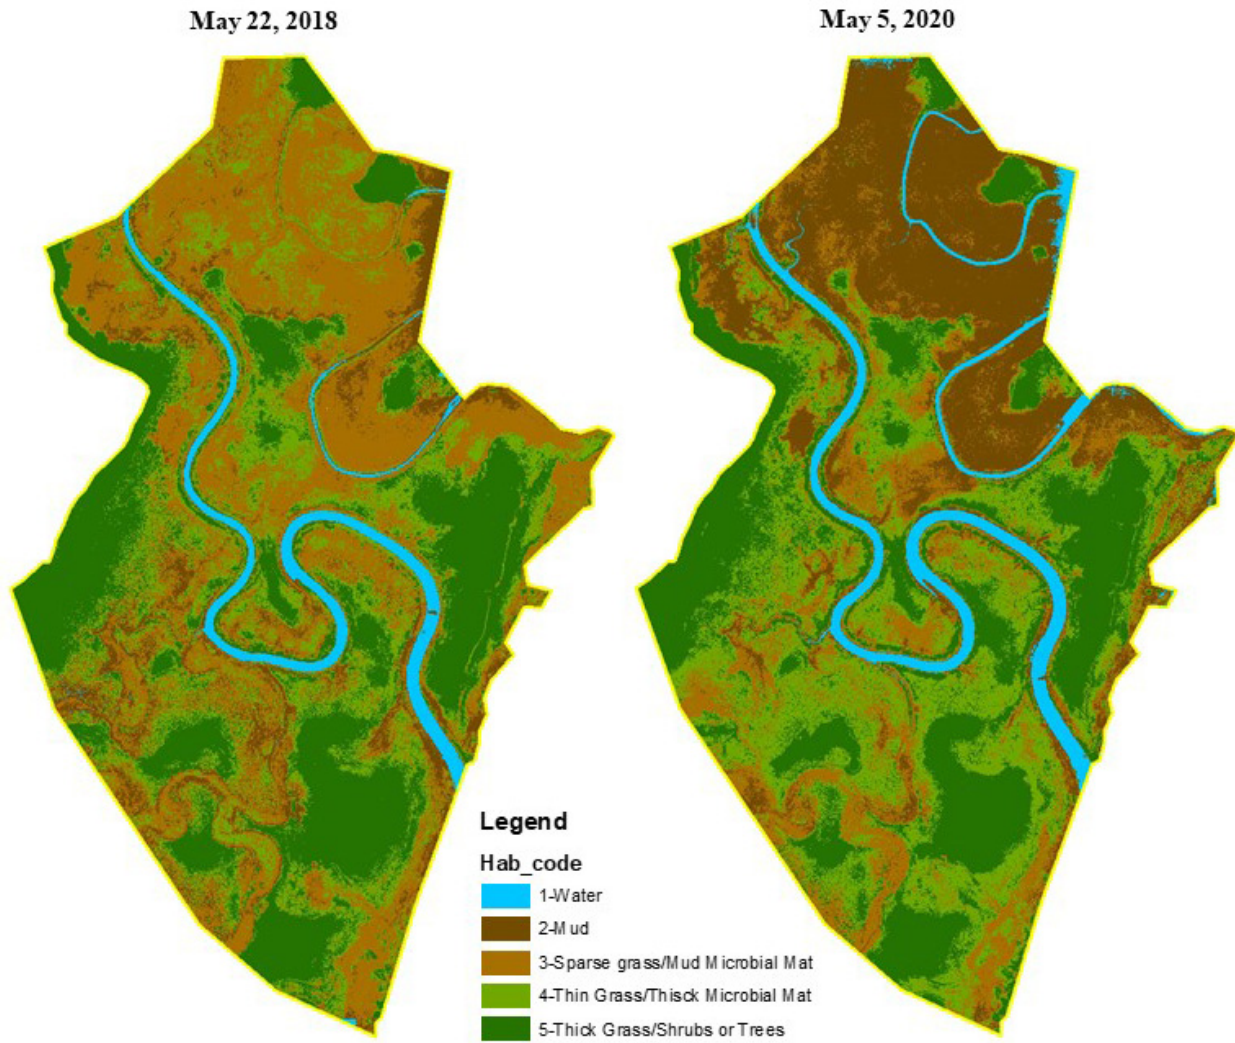 May 22, 2018
May 5, 2020
Legend
Hab_code
1-Water
2-Mud
3-Sparse grass/Mud Microbial Mat
4-Thin Grass/Thisck Microbial Mat
5-Thick Grass/Shrubs or Trees